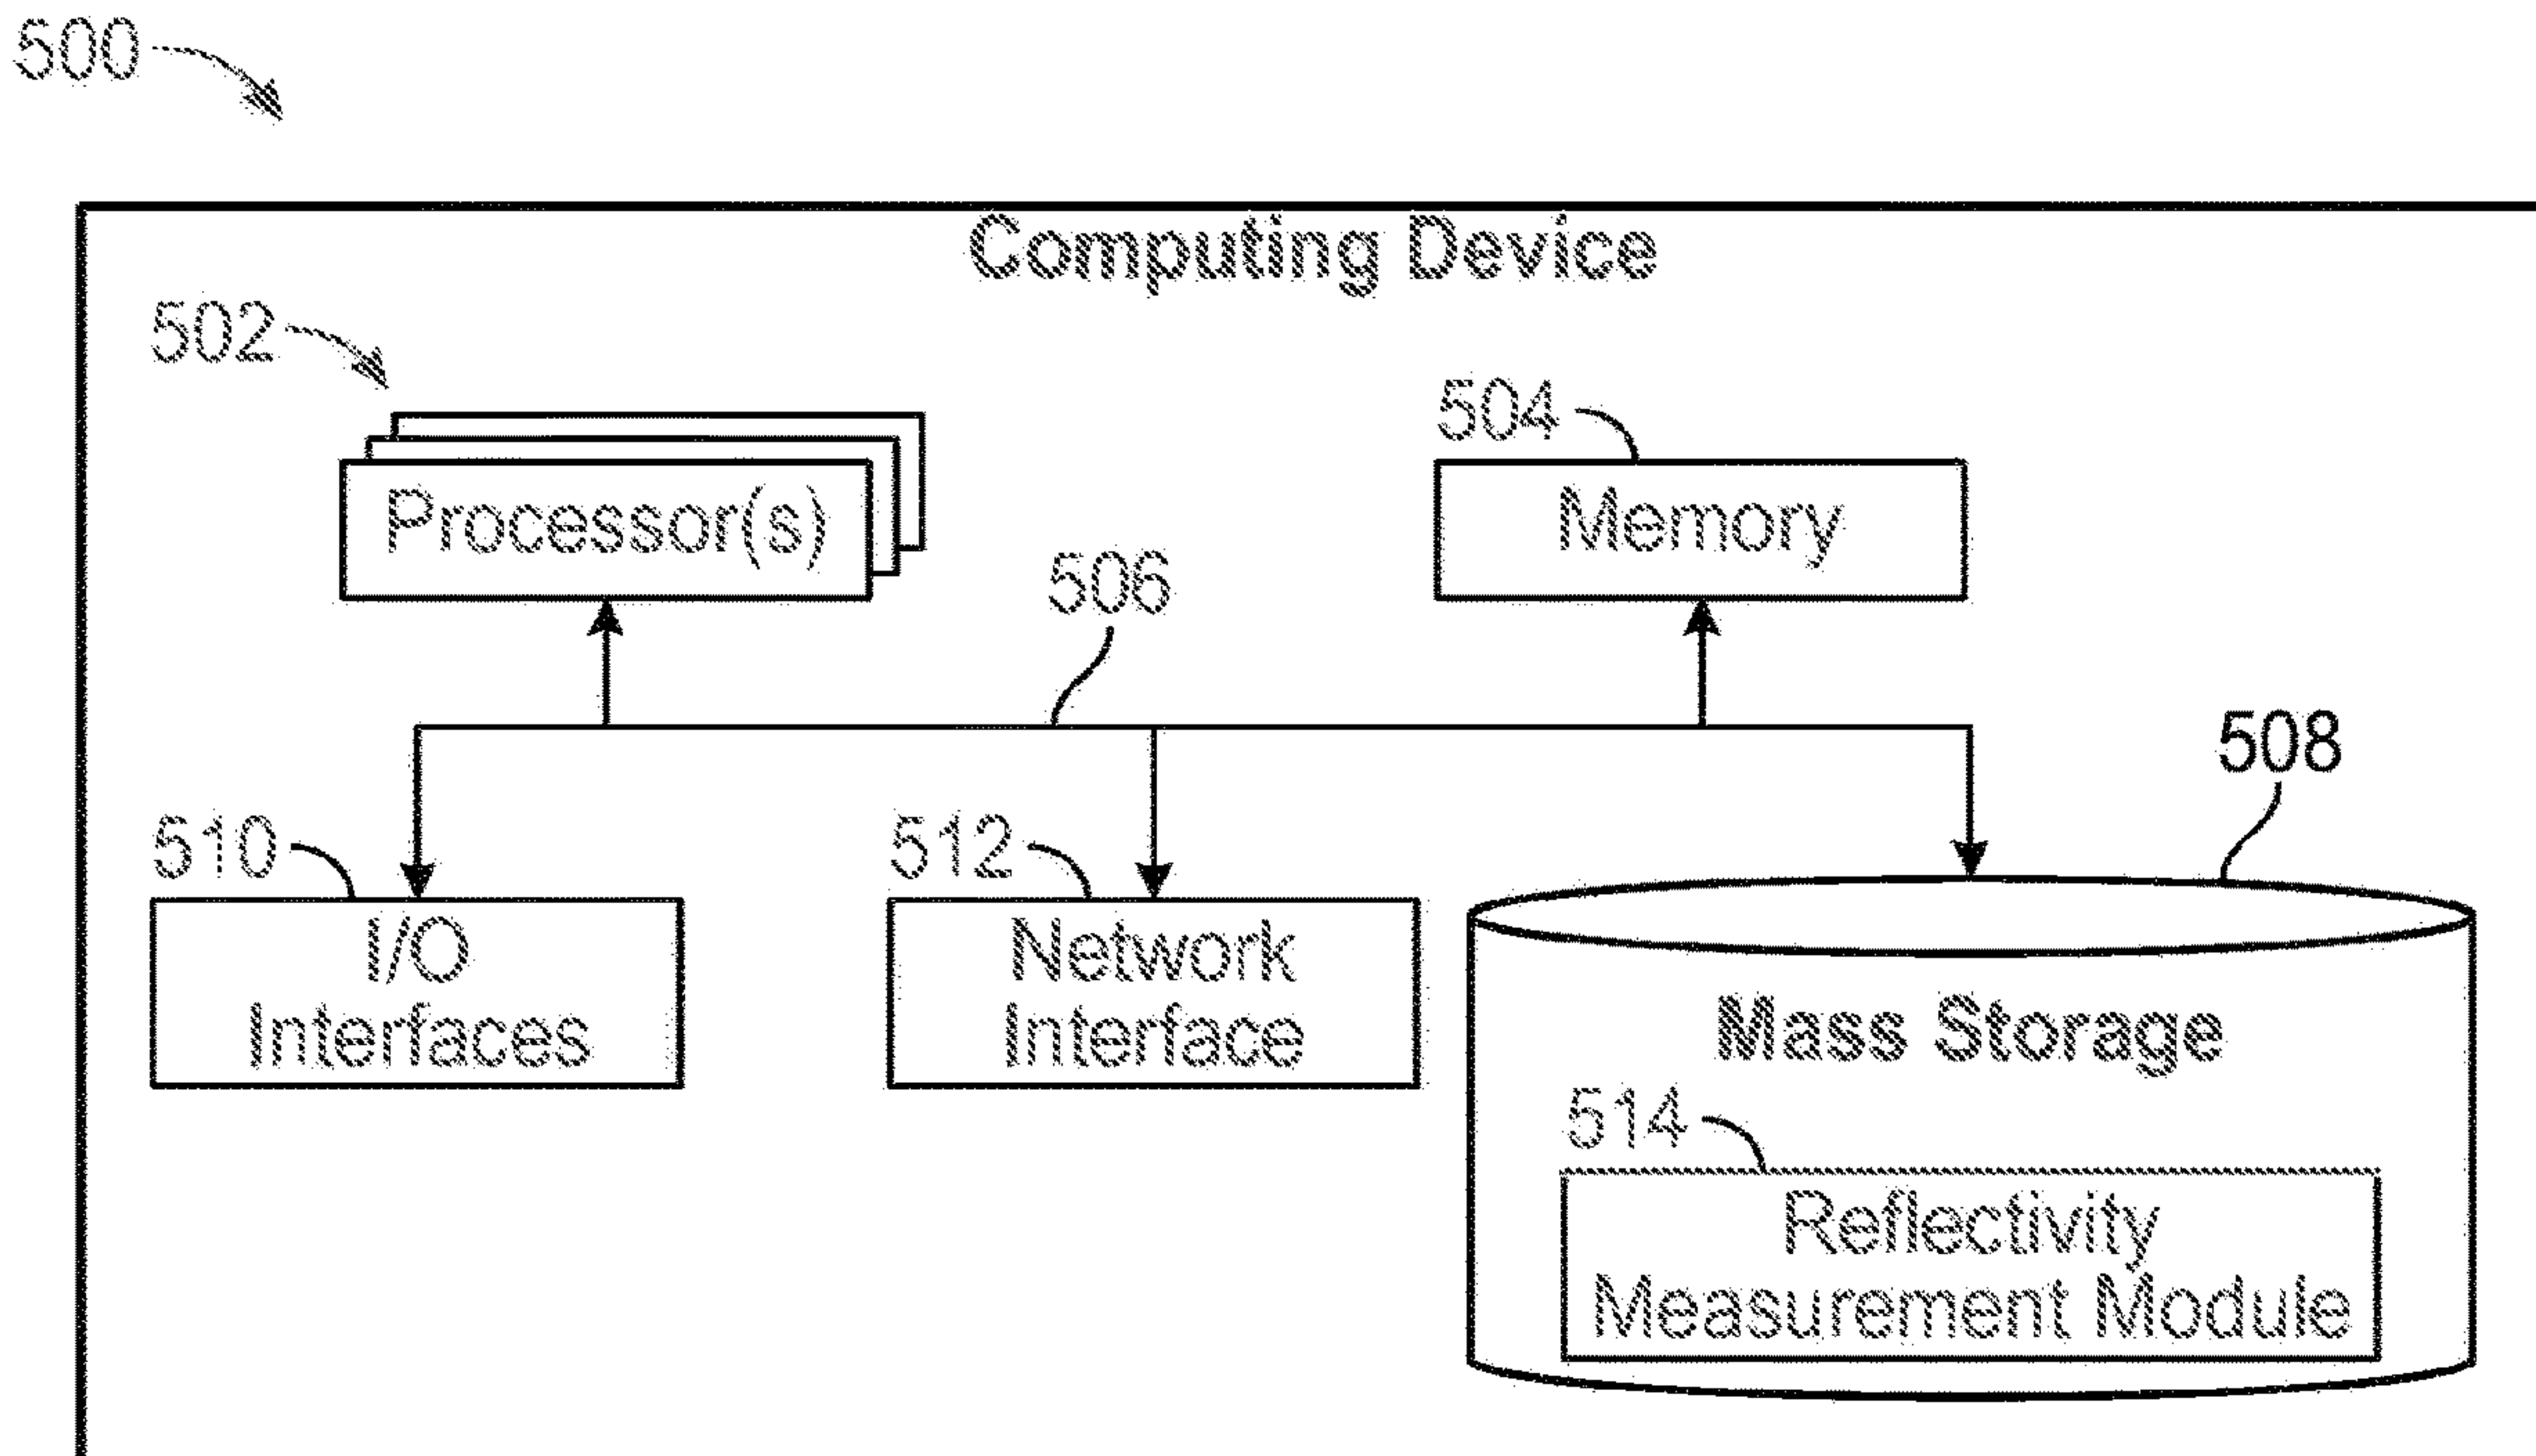 500
Computing Device
502
504
Processor(s)
Memory
506
508
510
512
I/O
Interfaces
Network
Interface
Mass Storage
514
Reflectivity
Measurement Module